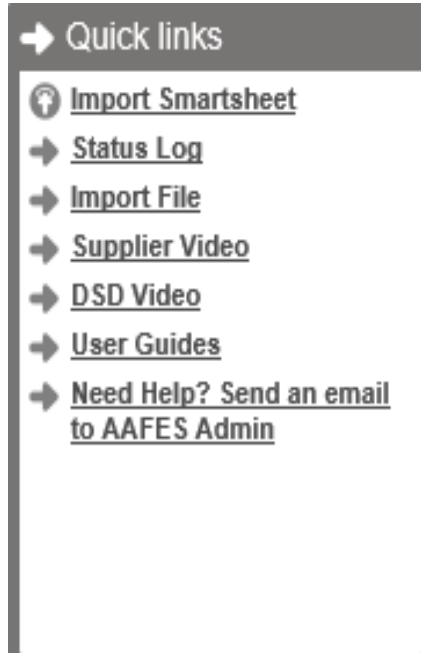 Quick links
Import Smartsheet
Status Log
Import File
Supplier Video
DSD Video
User Guides
Need Help? Send an email
to AAFES Admin